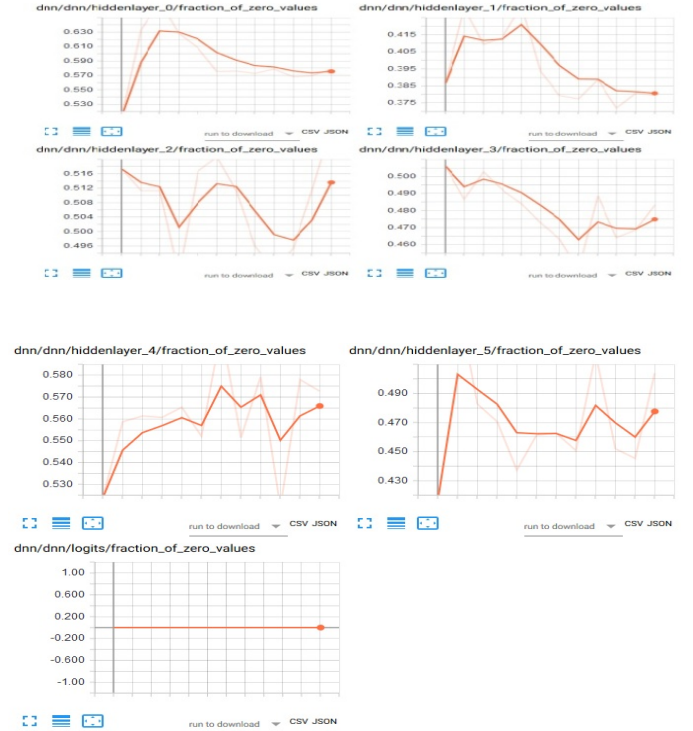 dnn/dnn/hiddenlayer_0/fraction_of_zero_values
0.630
0.610
0.590
0.570
0.550
0.530
run to download CSV JSON
dnn/dnn/hiddenlayer_1/fraction_of_zero_values
0.415
0.405
0.395
0.385
0.375
run to download CSV JSON
dnn/dnn/hiddenlayer_2/fraction_of_zero_values
0.516
0.512
0.508
0.504
0.500
0.496
run to download CSV JSON
dnn/dnn/hiddenlayer_3/fraction_of_zero_values
0.500
0.490
0.480
0.470
0.460
run to download CSV JSON
dnn/dnn/hiddenlayer_4/fraction_of_zero_values
0.580
0.570
0.560
0.550
0.540
0.530
run to download CSV JSON
dnn/dnn/hiddenlayer_5/fraction_of_zero_values
0.490
0.470
0.450
0.430
run to download CSV JSON
dnn/dnn/logits/fraction_of_zero_values
1.00
0.600
0.200
-0.200
-0.600
-1.00
run to download CSV JSON